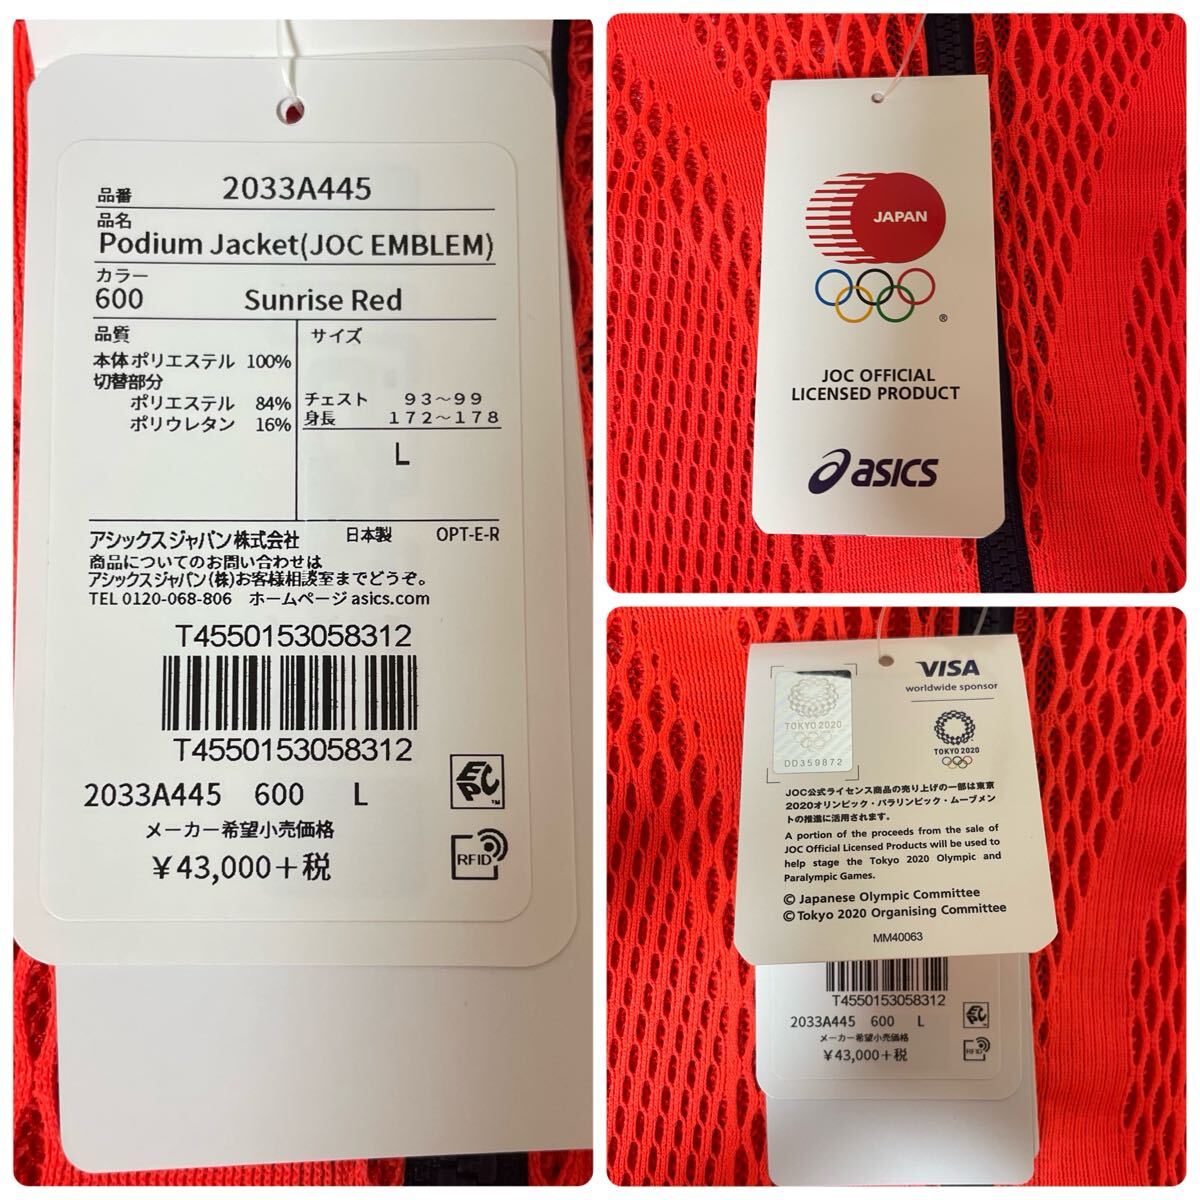 品番 2033A445
品名
Podium Jacket(JOC EMBLEM)
カラー
600 Sunrise Red
品質
本体 ポリエステル 100%
切替部分
ポリエステル 84%
ポリウレタン 16%
サイズ
チェスト 93～99
身長 172～178
L
アシックスジャパン株式会社 日本製 OPT-E-R
商品についてのお問い合わせは
アシックスジャパン(株)お客様相談室までどうぞ。
TEL 0120-068-806 ホームページ asics.com
T4550153058312
T4550153058312
2033A445 600 L
メーカー希望小売価格
¥43,000+税
EPC™
RFID
JAPAN
®
JOC OFFICIAL
LICENSED PRODUCT
asics
TOKYO 2020
DD359872
VISA
worldwide sponsor
TOKYO 2020
JOC公式ライセンス商品の売り上げの一部は東京
2020オリンピック・パラリンピック・ムーブメン
トの推進に活用されます。
A portion of the proceeds from the sale of
JOC Official Licensed Products will be used to
help stage the Tokyo 2020 Olympic and
Paralympic Games.
© Japanese Olympic Committee
© Tokyo 2020 Organising Committee
MM40063
T4550153058312
2033A445 600 L
メーカー希望小売価格
¥43,000+税
EPC
RFID